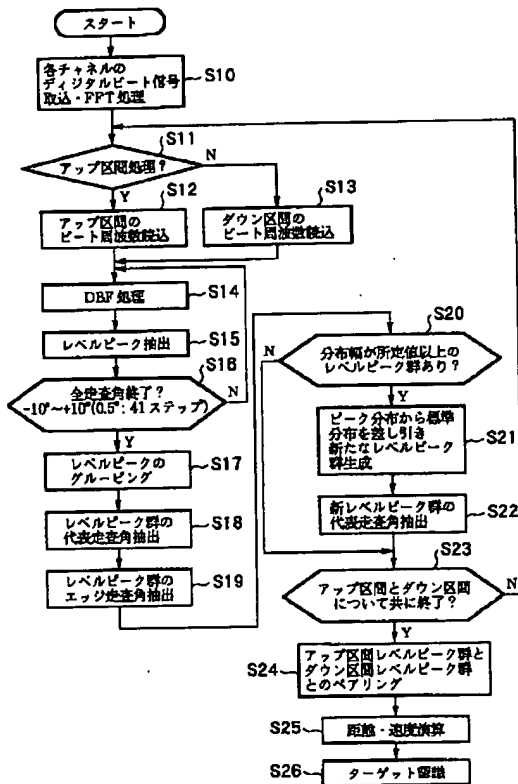 スタート
各チャネルの
ディジタルビート信号
取込・FFT 処理
S10
S11
アップ区間処理?
N
Y
S12
アップ区間の
ビート周波数読込
S13
ダウン区間の
ビート周波数読込
DBF 処理
S14
レベルピーク抽出
S15
S16
全走査角終了?
-10°~+10°(0.5°: 41 ステップ)
N
Y
レベルピークの
グルーピング
S17
レベルピーク群の
代表走査角抽出
S18
レベルピーク群の
エッジ走査角抽出
S19
S20
分布幅が所定値以上の
レベルピーク群あり?
N
Y
ピーク分布から標準
分布を差し引き
新たなレベルピーク
群生成
S21
新レベルピーク群の
代表走査角抽出
S22
S23
アップ区間とダウン区間
について共に終了?
N
Y
アップ区間レベルピーク群と
ダウン区間レベルピーク群
とのペアリング
S24
距離・速度演算
S25
ターゲット認識
S26